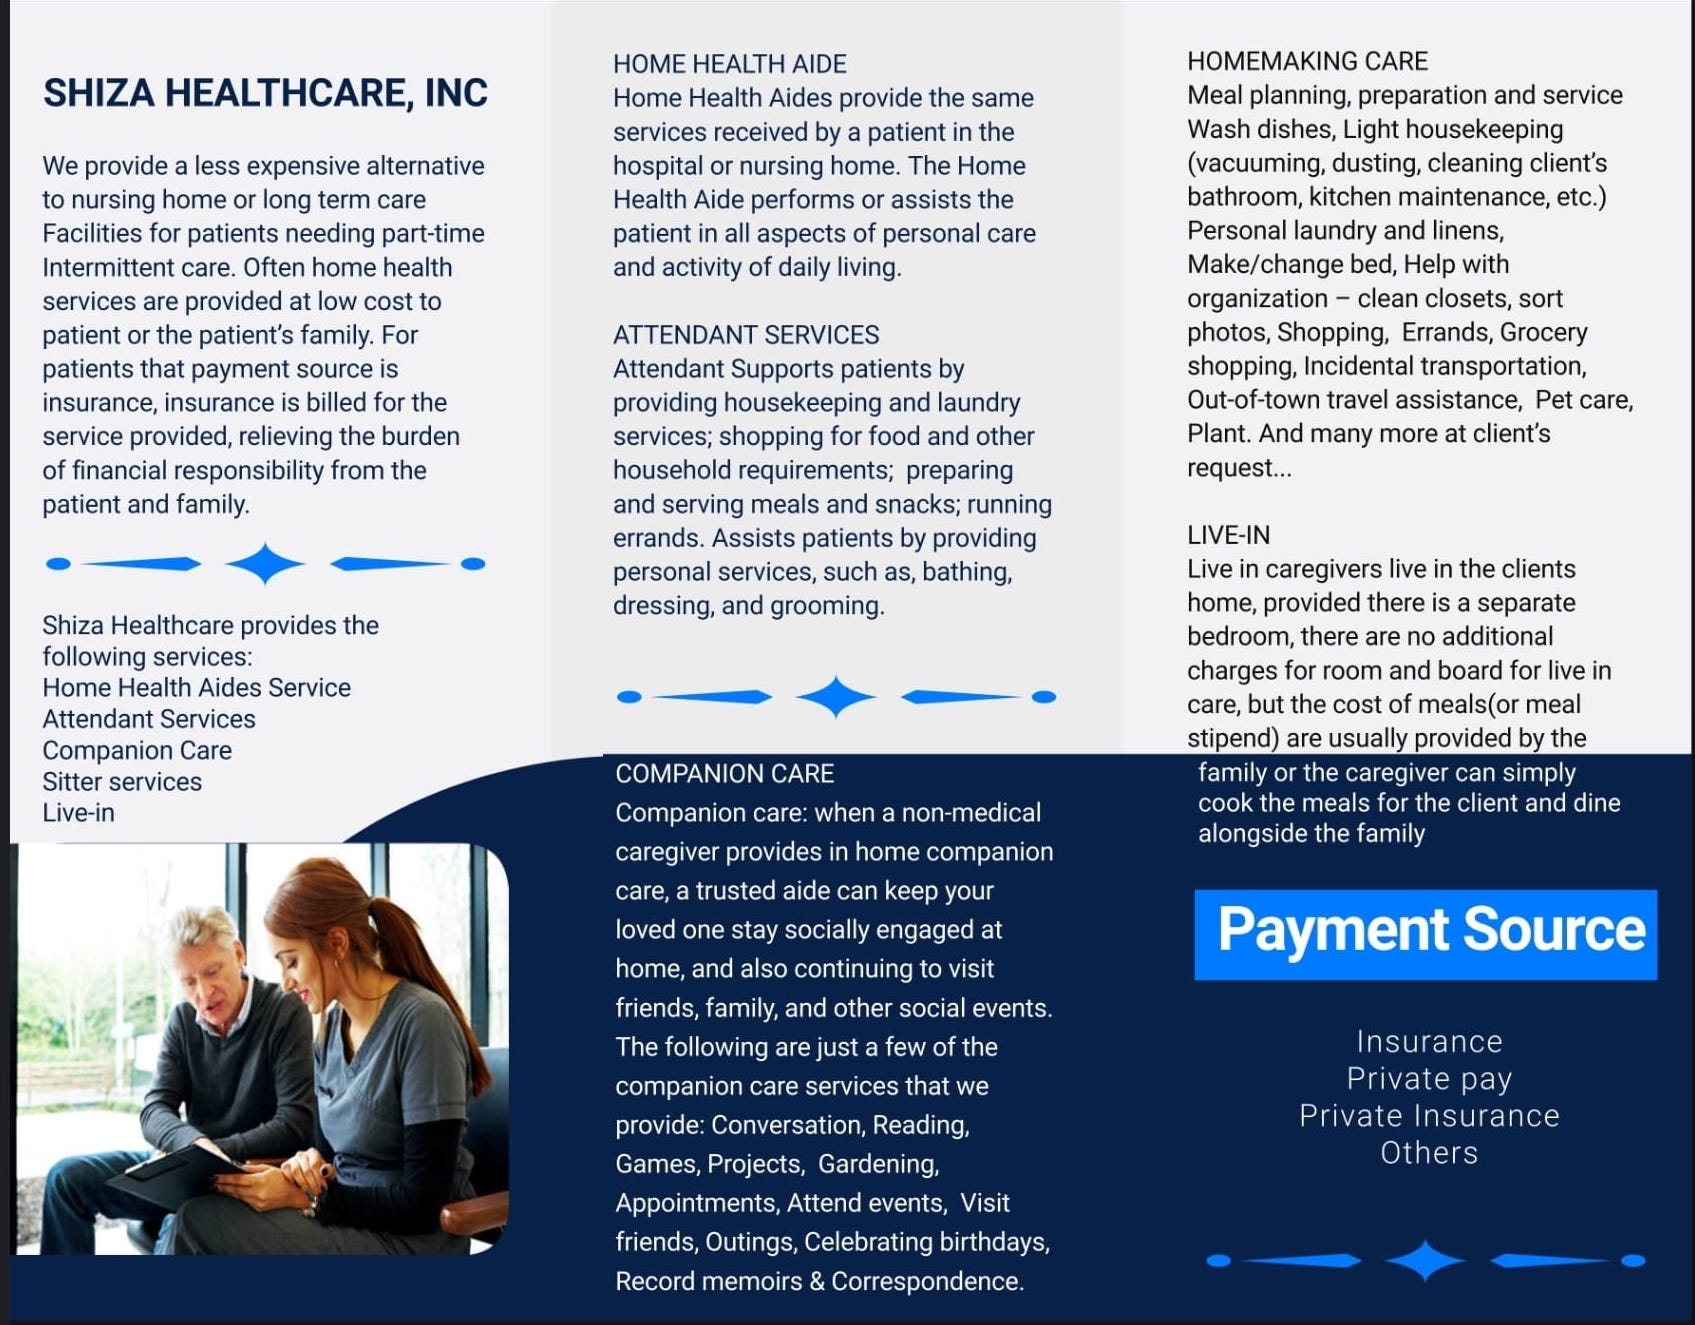 SHIZA HEALTHCARE, INC
We provide a less expensive alternative
to nursing home or long term care
Facilities for patients needing part-time
Intermittent care. Often home health
services are provided at low cost to
patient or the patient’s family. For
patients that payment source is
insurance, insurance is billed for the
service provided, relieving the burden
of financial responsibility from the
patient and family.
Shiza Healthcare provides the
following services:
Home Health Aides Service
Attendant Services
Companion Care
Sitter services
Live-in
HOME HEALTH AIDE
Home Health Aides provide the same
services received by a patient in the
hospital or nursing home. The Home
Health Aide performs or assists the
patient in all aspects of personal care
and activity of daily living.
ATTENDANT SERVICES
Attendant Supports patients by
providing housekeeping and laundry
services; shopping for food and other
household requirements;  preparing
and serving meals and snacks; running
errands. Assists patients by providing
personal services, such as, bathing,
dressing, and grooming.
COMPANION CARE
Companion care: when a non-medical
caregiver provides in home companion
care, a trusted aide can keep your
loved one stay socially engaged at
home, and also continuing to visit
friends, family, and other social events.
The following are just a few of the
companion care services that we
provide: Conversation, Reading,
Games, Projects,  Gardening,
Appointments, Attend events,  Visit
friends, Outings, Celebrating birthdays,
Record memoirs & Correspondence.
HOMEMAKING CARE
Meal planning, preparation and service
Wash dishes, Light housekeeping
(vacuuming, dusting, cleaning client’s
bathroom, kitchen maintenance, etc.)
Personal laundry and linens,
Make/change bed, Help with
organization – clean closets, sort
photos, Shopping,  Errands, Grocery
shopping, Incidental transportation,
Out-of-town travel assistance,  Pet care,
Plant. And many more at client’s
request...
LIVE-IN
Live in caregivers live in the clients
home, provided there is a separate
bedroom, there are no additional
charges for room and board for live in
care, but the cost of meals(or meal
stipend) are usually provided by the
family or the caregiver can simply
cook the meals for the client and dine
alongside the family
Payment Source
Insurance
Private pay
Private Insurance
Others